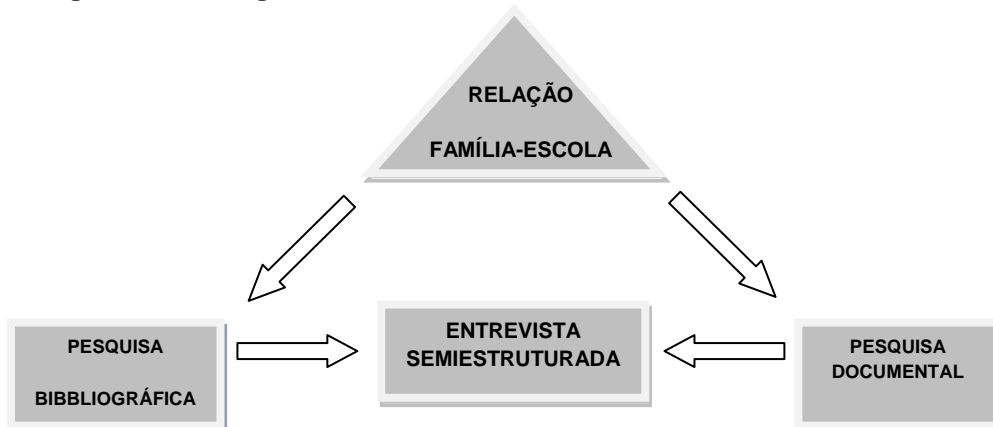 RELAÇÃO
FAMÍLIA-ESCOLA
PESQUISA
BIBBLIOGRÁFICA
ENTREVISTA
SEMIESTRUTURADA
PESQUISA
DOCUMENTAL